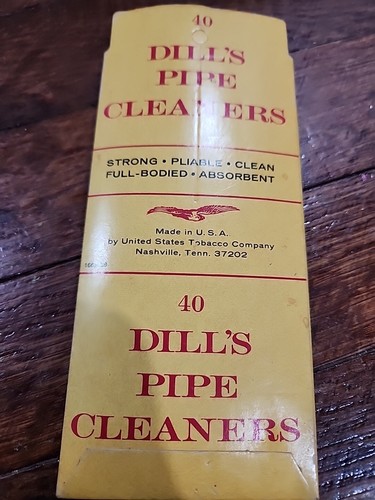 40
DILL'S
PIPE
CLEANERS
STRONG • PLIABLE • CLEAN
FULL-BODIED • ABSORBENT
Made in U.S.A.
by United States Tobacco Company
Nashville, Tenn. 37202
40
DILL'S
PIPE
CLEANERS